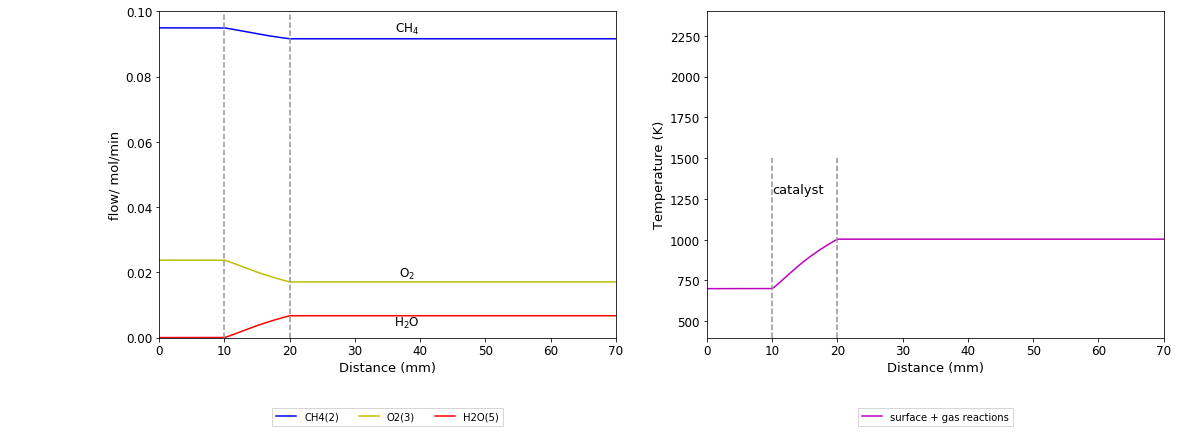 0.10
0.08
0.06
0.04
0.02
0.00
flow/ mol/min
CH4
O2
H2O
0 10 20 30 40 50 60 70
Distance (mm)
CH4(2) O2(3) H2O(5)
2250
2000
1750
1500
1250
1000
750
500
Temperature (K)
catalyst
0 10 20 30 40 50 60 70
Distance (mm)
surface + gas reactions